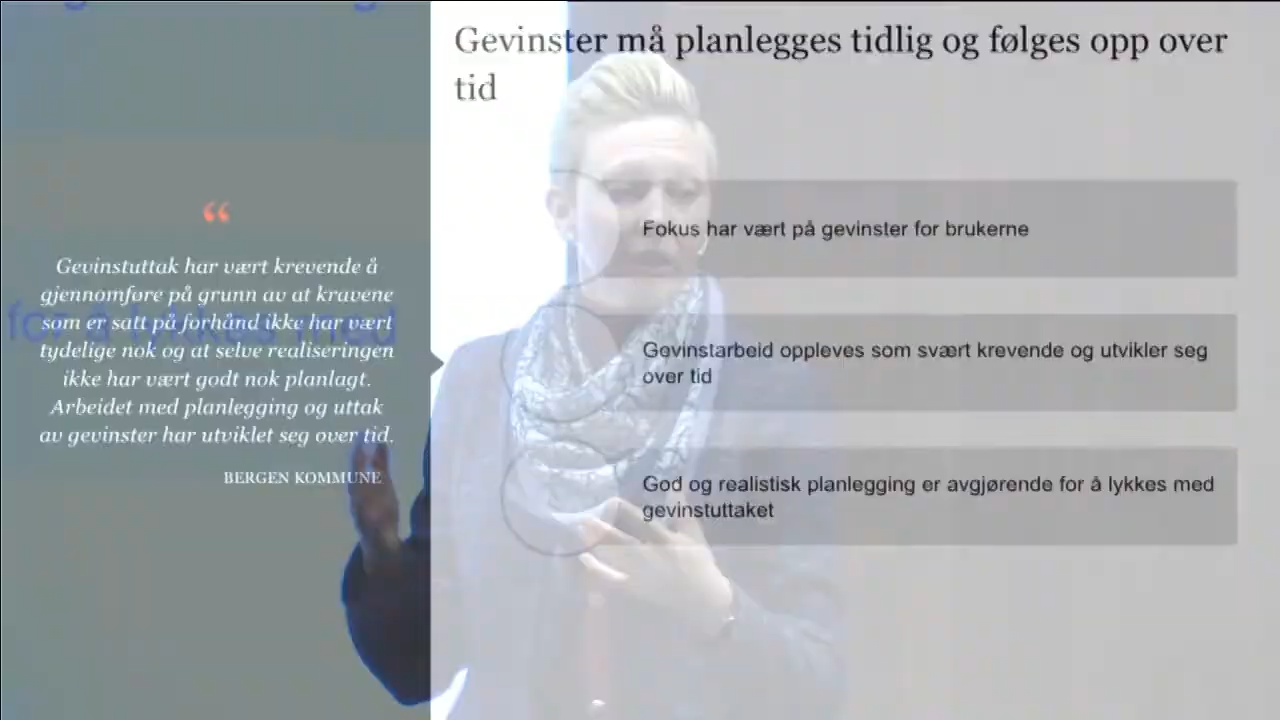 Gevinster må planlegges tidlig og følges opp over
tid
“
Gevinstuttak har vært krevende å
gjennomføre på grunn av at kravene
som er satt på forhånd ikke har vært
tydelige nok og at selve realiseringen
ikke har vært godt nok planlagt.
Arbeidet med planlegging og uttak
av gevinster har utviklet seg over tid.
BERGEN KOMMUNE
for å lykkes med
Fokus har vært på gevinster for brukerne
Gevinstarbeid oppleves som svært krevende og utvikler seg
over tid
God og realistisk planlegging er avgjørende for å lykkes med
gevinstuttaket